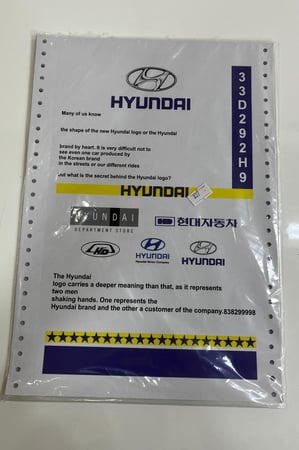 HYUNDAI
33D292H9
Many of us know
the shape of the new Hyundai logo or the Hyundai
brand by heart. It is very difficult not to
see even one car produced by
the Korean brand
in the streets or our different rides
but what is the secret behind the Hyundai logo?
HYUNDAI
HYUNDAI
DEPARTMENT STORE
현대자동차
HYUNDAI
Hyundai Motor Company
HYUNDAI
The Hyundai
logo carries a deeper meaning than that, as it represents
two men
shaking hands. One represents the
Hyundai brand and the other a customer of the company.838299998